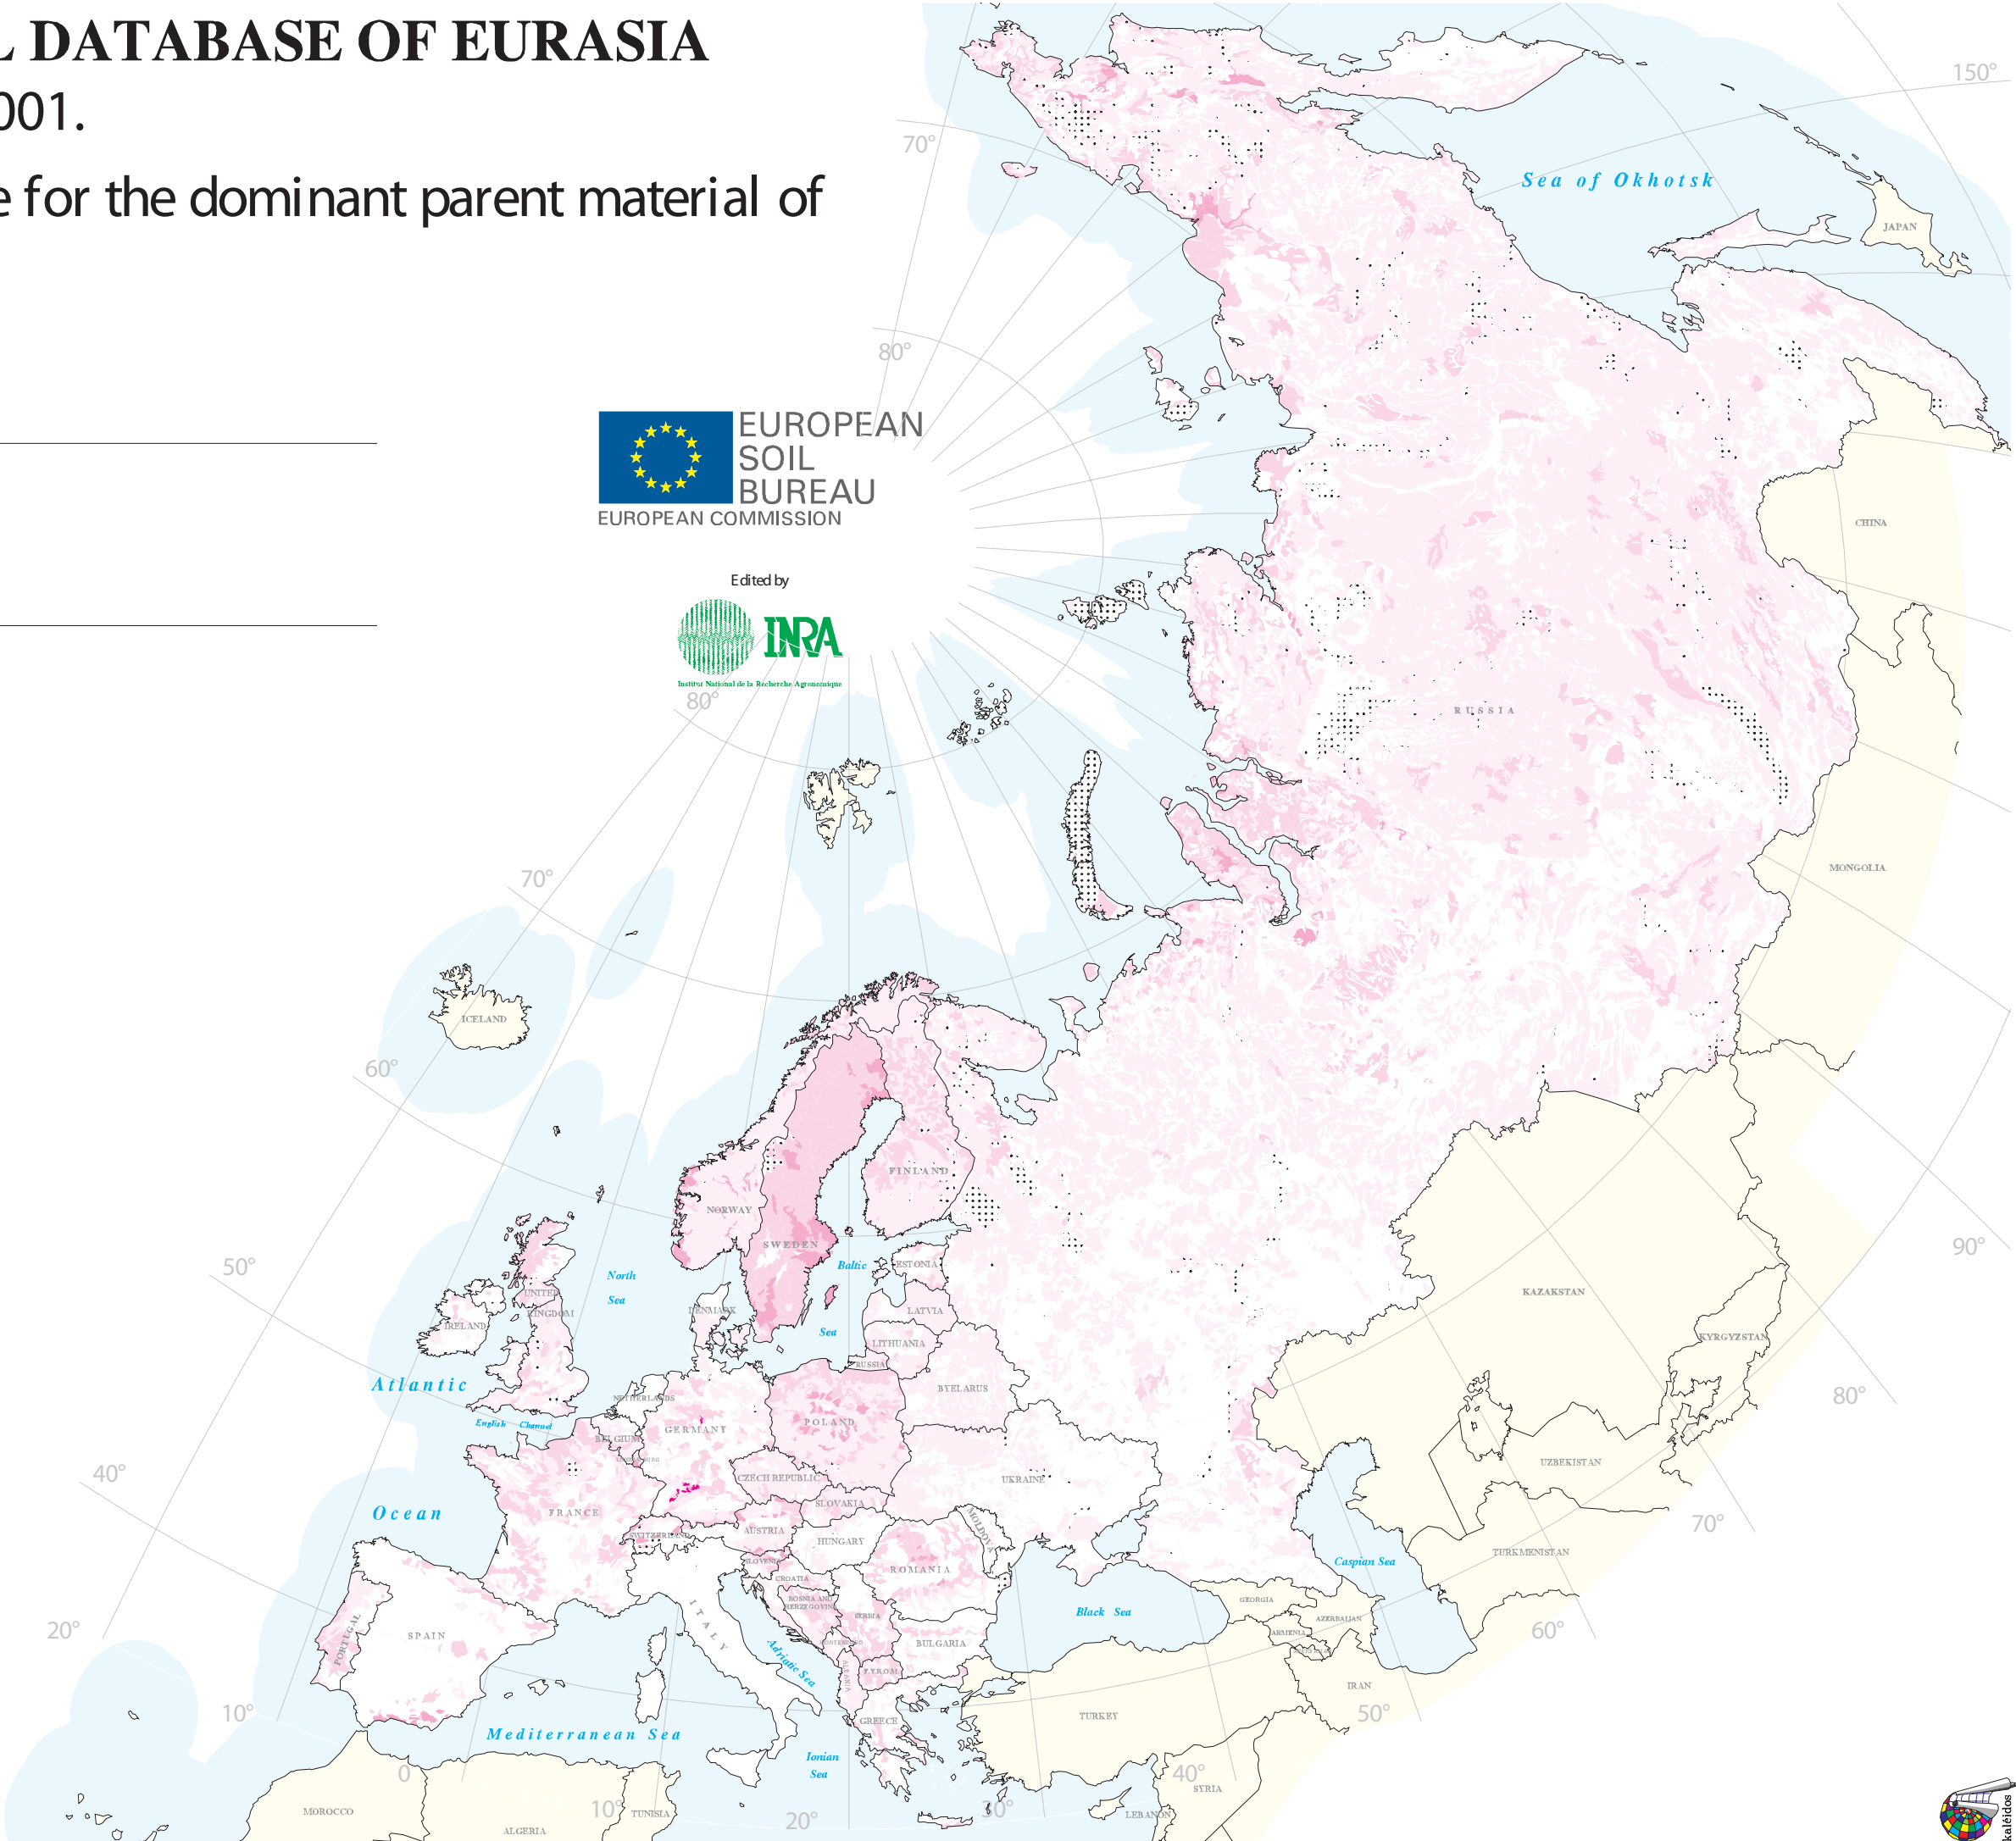 L DATABASE OF EURASIA
001.
e for the dominant parent material of
EUROPEAN
SOIL
BUREAU
EUROPEAN COMMISSION
Edited by
INRA
Institut National de la Recherche Agronomique
150°
70°
80°
Sea of Okhotsk
JAPAN
CHINA
80°
RUSSIA
MONGOLIA
70°
ICELAND
60°
FINLAND
NORWAY
SWEDEN
50°
North
Sea
Baltic
Sea
ESTONIA
90°
UNITED
KINGDOM
IRELAND
DENMARK
LATVIA
LITHUANIA
RUSSIA
KAZAKSTAN
KYRGYZSTAN
Atlantic
Ocean
NETHERLANDS
BYELARUS
80°
English Channel
BELGIUM
GERMANY
POLAND
40°
CZECH REPUBLIC
UKRAINE
UZBEKISTAN
FRANCE
SLOVAKIA
MOLDOVA
70°
SWITZERLAND
AUSTRIA
HUNGARY
TURKMENISTAN
SLOVENIA
ROMANIA
Caspian Sea
CROATIA
BOSNIA AND
HERZEGOVINA
SERBIA
Black Sea
GEORGIA
AZERBAIJAN
ARMENIA
20°
PORTUGAL
SPAIN
ITALY
Adriatic Sea
MONTENEGRO
BULGARIA
60°
ALBANIA
F.Y.R.O.M.
IRAN
10°
GREECE
TURKEY
50°
Mediterranean Sea
Ionian
Sea
0
40°
SYRIA
MOROCCO
ALGERIA
10°
TUNISIA
20°
30°
LEBANON
kaléidos